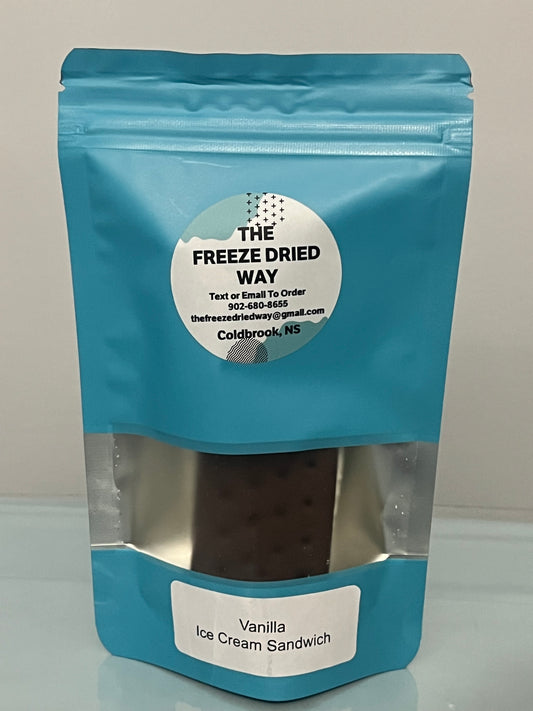 THE
FREEZE DRIED
WAY
Text or Email To Order
902-680-8655
thefreezedriedway@gmail.com
Coldbrook, NS
Vanilla
Ice Cream Sandwich